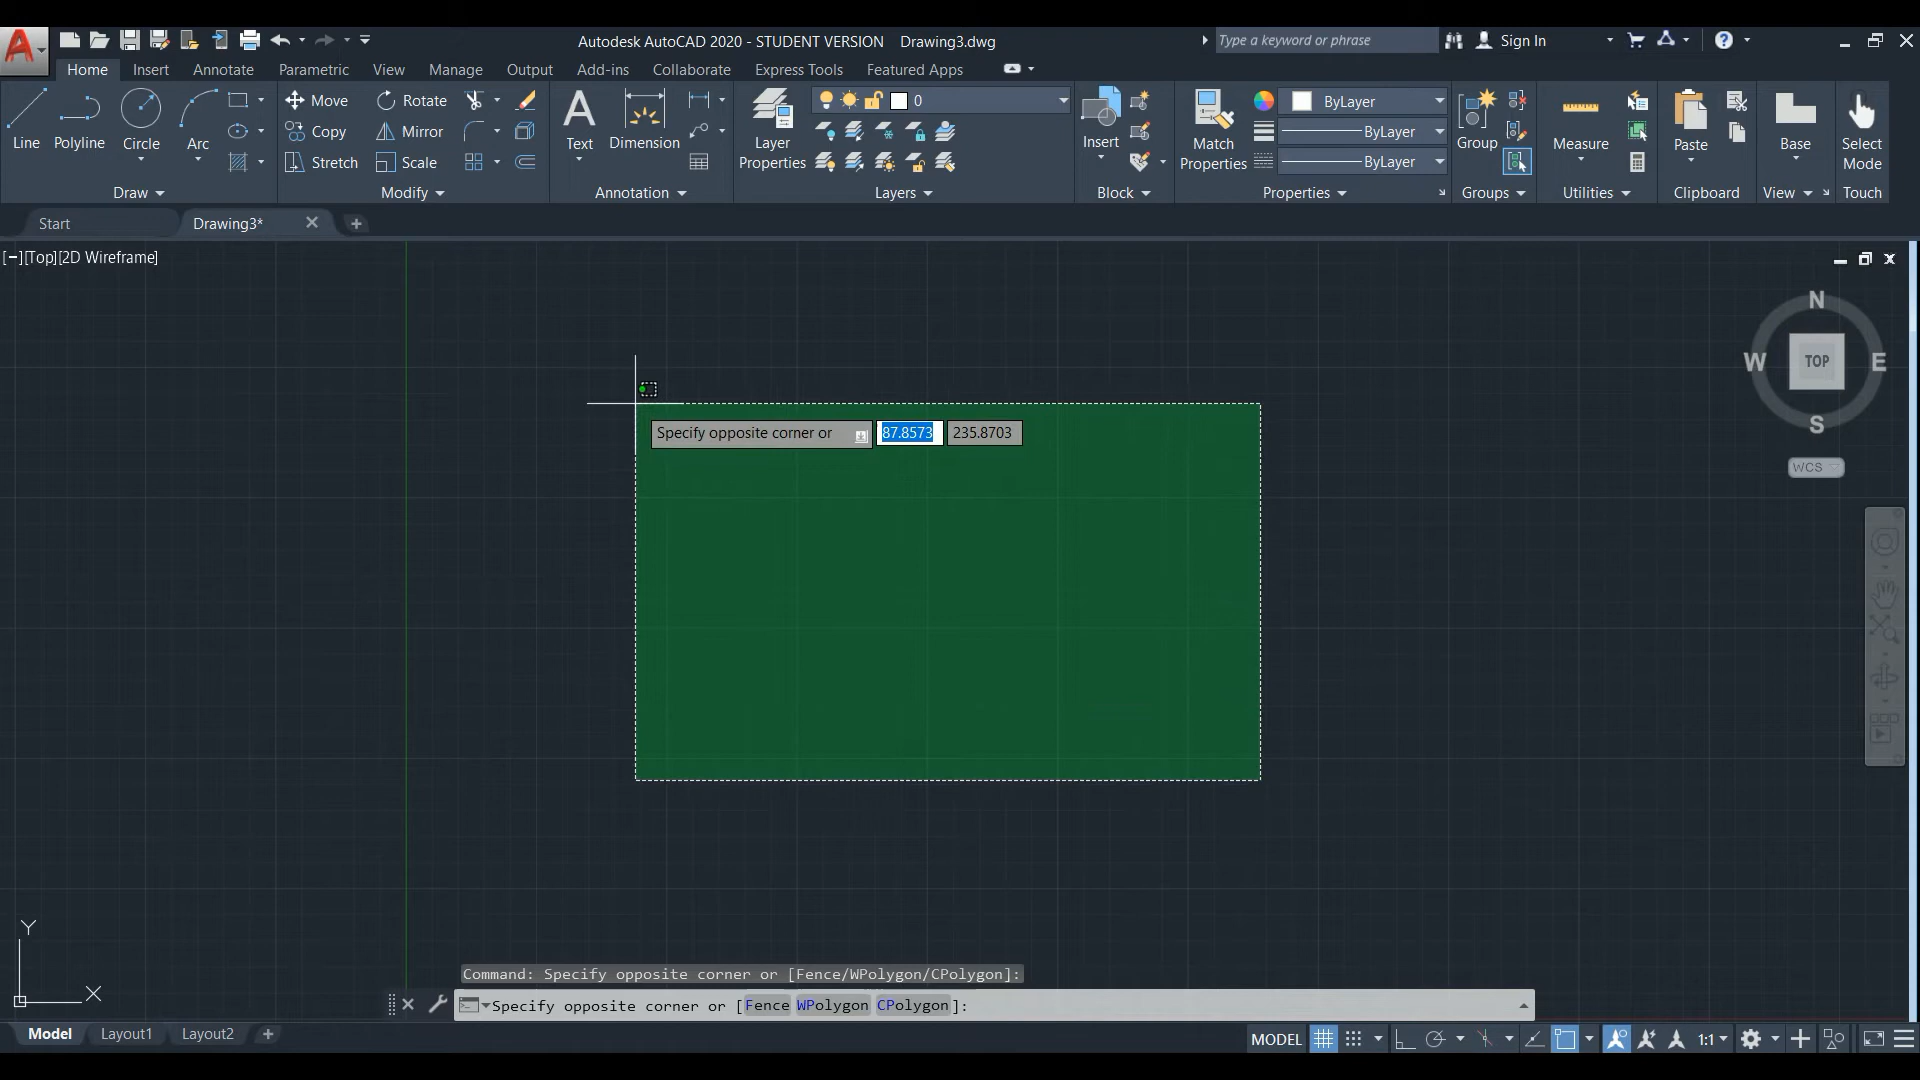 Autodesk AutoCAD 2020 - STUDENT VERSION Drawing3.dwg
Type a keyword or phrase
Sign In
Home Insert Annotate Parametric View Manage Output Add-ins Collaborate Express Tools Featured Apps
Line Polyline Circle Arc
Draw
Move Rotate
Copy Mirror
Stretch Scale
Modify
Text Dimension
Annotation
Layer Properties
0
Layers
Insert
Block
Match Properties
ByLayer
ByLayer
ByLayer
Properties
Group
Groups
Measure
Utilities
Paste
Clipboard
Base
View
Select Mode
Touch
Start Drawing3*
[−][Top][2D Wireframe]
N
W TOP E
S
WCS
Specify opposite corner or 87.8573 235.8703
Y
X
Command: Specify opposite corner or [Fence/WPolygon/CPolygon]:
Specify opposite corner or [Fence WPolygon CPolygon]:
Model Layout1 Layout2
MODEL 1:1